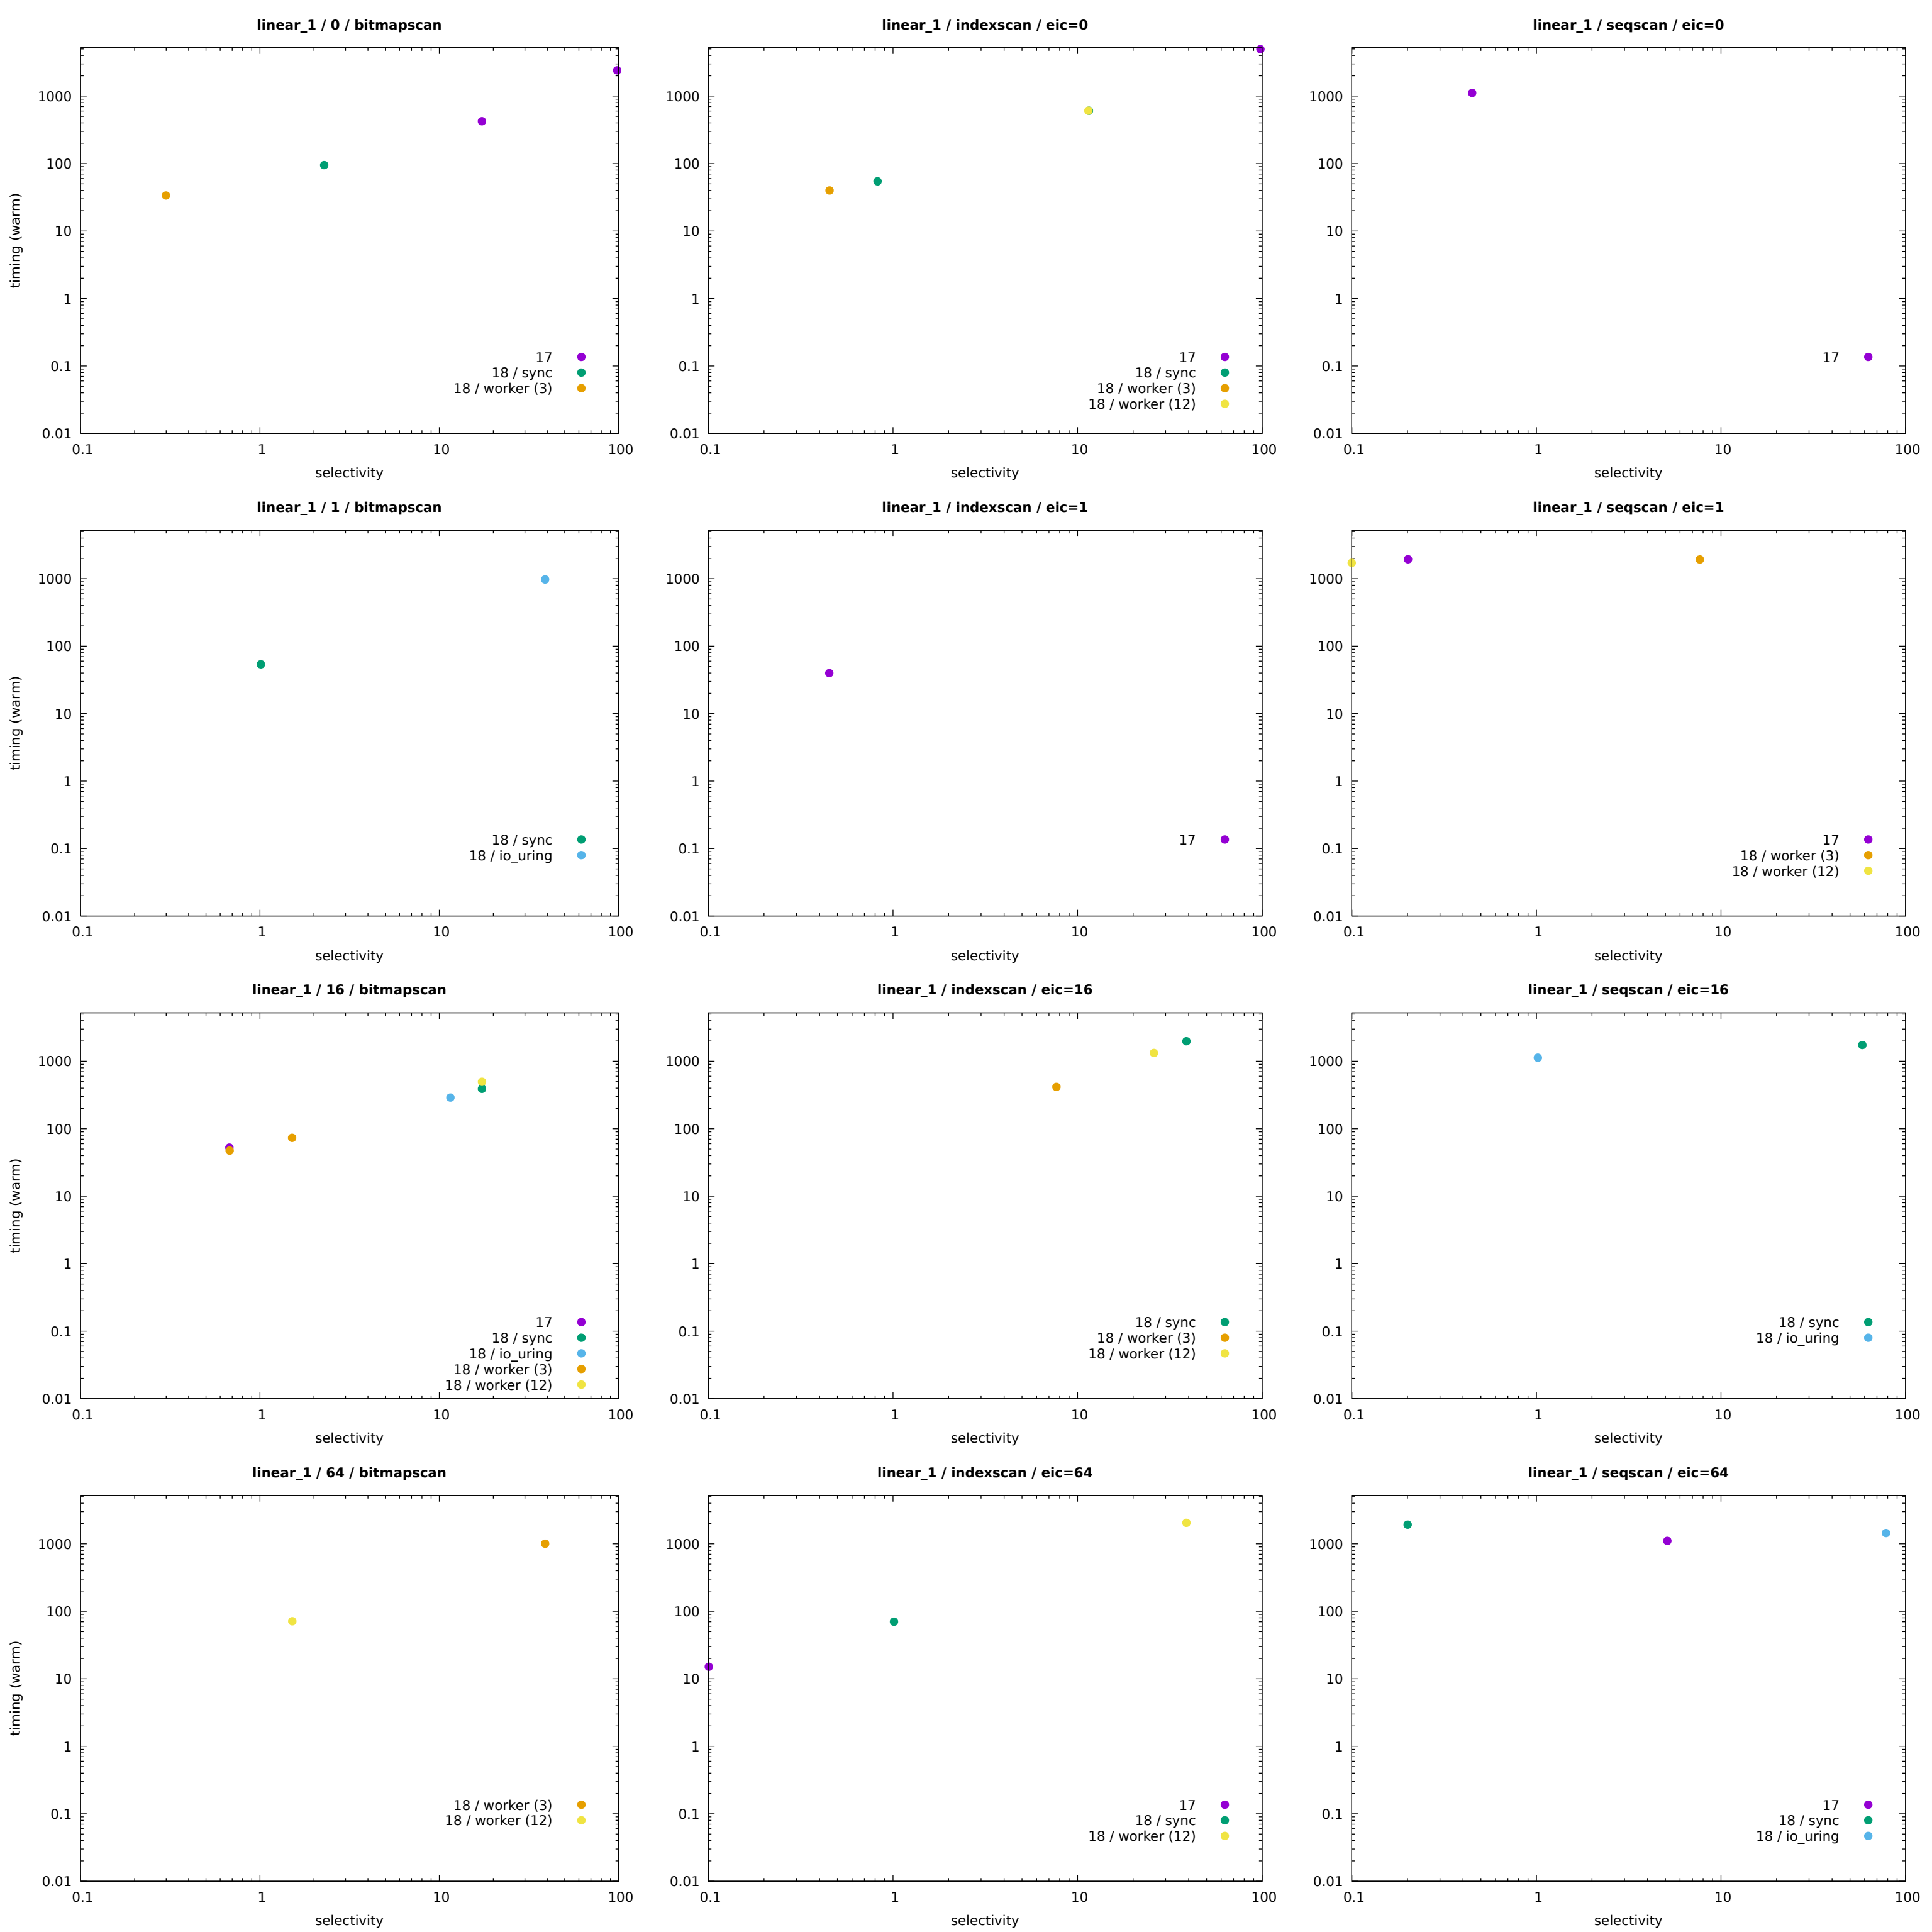 linear_1 / 0 / bitmapscan
timing (warm)
1000
100
10
1
0.1
0.01
17
18 / sync
18 / worker (3)
0.1 1 10 100
selectivity
linear_1 / indexscan / eic=0
1000
100
10
1
0.1
0.01
17
18 / sync
18 / worker (3)
18 / worker (12)
0.1 1 10 100
selectivity
linear_1 / seqscan / eic=0
1000
100
10
1
0.1
0.01
17
0.1 1 10 100
selectivity
linear_1 / 1 / bitmapscan
timing (warm)
1000
100
10
1
0.1
0.01
18 / sync
18 / io_uring
0.1 1 10 100
selectivity
linear_1 / indexscan / eic=1
1000
100
10
1
0.1
0.01
17
0.1 1 10 100
selectivity
linear_1 / seqscan / eic=1
1000
100
10
1
0.1
0.01
17
18 / worker (3)
18 / worker (12)
0.1 1 10 100
selectivity
linear_1 / 16 / bitmapscan
timing (warm)
1000
100
10
1
0.1
0.01
17
18 / sync
18 / io_uring
18 / worker (3)
18 / worker (12)
0.1 1 10 100
selectivity
linear_1 / indexscan / eic=16
1000
100
10
1
0.1
0.01
18 / sync
18 / worker (3)
18 / worker (12)
0.1 1 10 100
selectivity
linear_1 / seqscan / eic=16
1000
100
10
1
0.1
0.01
18 / sync
18 / io_uring
0.1 1 10 100
selectivity
linear_1 / 64 / bitmapscan
timing (warm)
1000
100
10
1
0.1
0.01
18 / worker (3)
18 / worker (12)
0.1 1 10 100
selectivity
linear_1 / indexscan / eic=64
1000
100
10
1
0.1
0.01
17
18 / sync
18 / worker (12)
0.1 1 10 100
selectivity
linear_1 / seqscan / eic=64
1000
100
10
1
0.1
0.01
17
18 / sync
18 / io_uring
0.1 1 10 100
selectivity